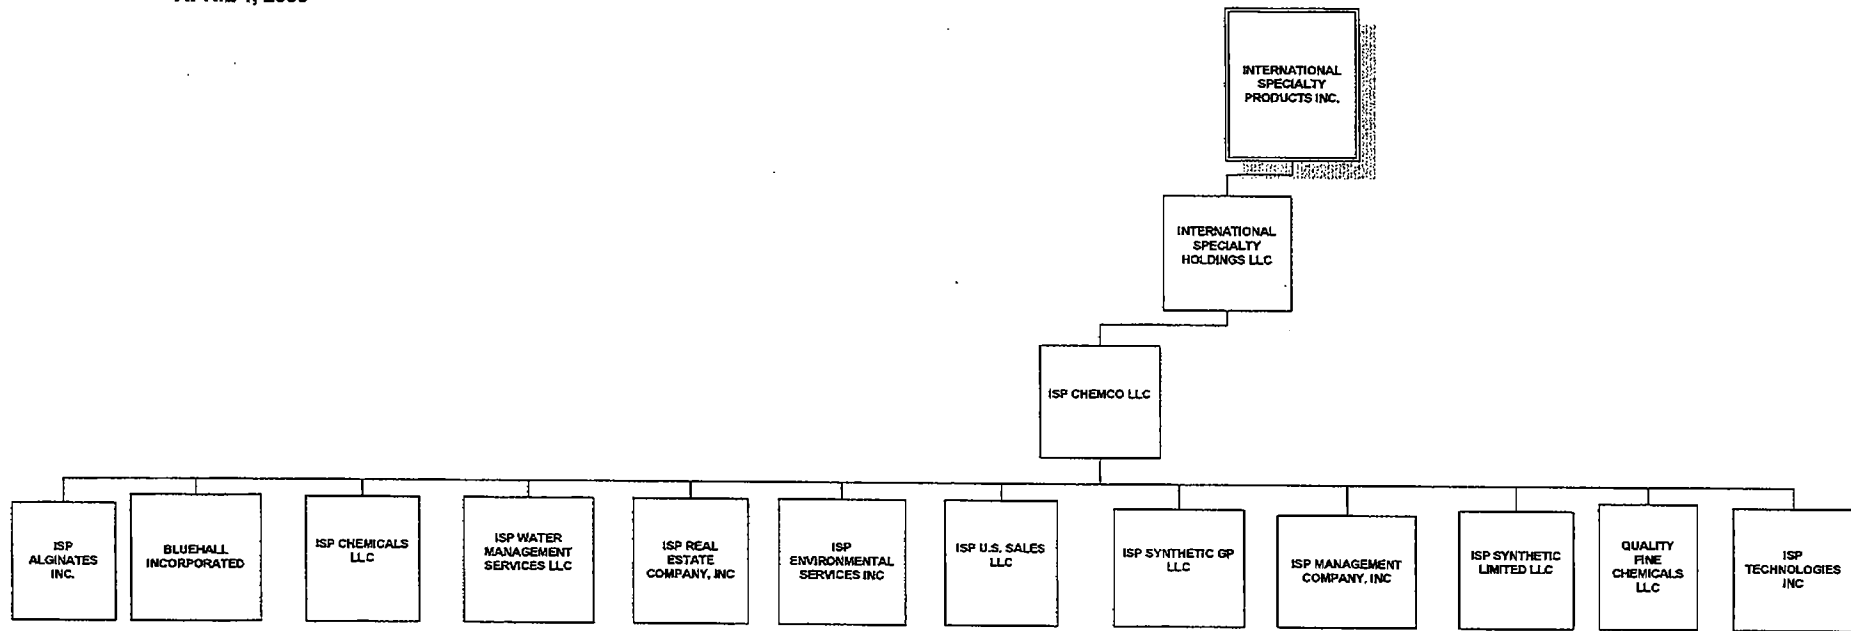 INTERNATIONAL
SPECIALTY
PRODUCTS INC.
INTERNATIONAL
SPECIALTY
HOLDINGS LLC
ISP CHEMCO LLC
ISP
ALGINATES
INC.
BLUEHALL
INCORPORATED
ISP CHEMICALS
LLC
ISP WATER
MANAGEMENT
SERVICES LLC
ISP REAL
ESTATE
COMPANY, INC
ISP
ENVIRONMENTAL
SERVICES INC
ISP U.S. SALES
LLC
ISP SYNTHETIC GP
LLC
ISP MANAGEMENT
COMPANY, INC
ISP SYNTHETIC
LIMITED LLC
QUALITY
FINE
CHEMICALS
LLC
ISP
TECHNOLOGIES
INC